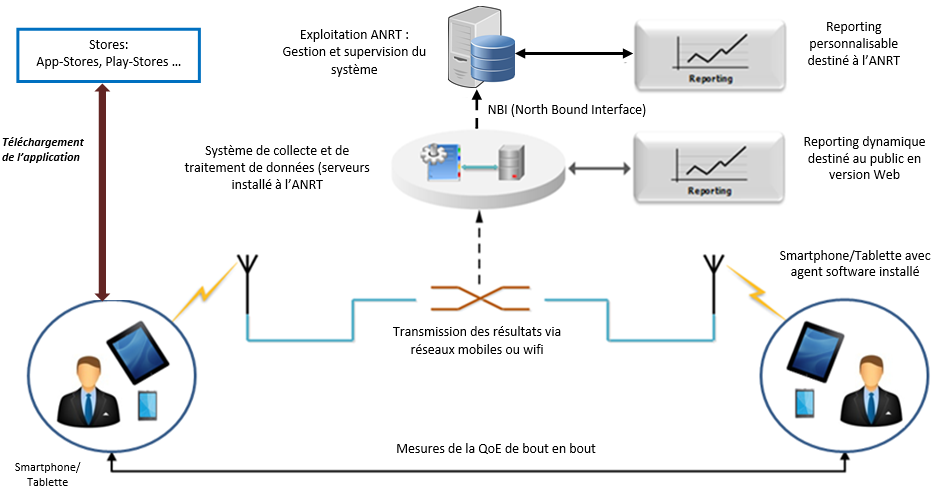 Stores:
App-Stores, Play-Stores ...
Exploitation ANRT :
Gestion et supervision du
système
Reporting
Reporting
personnalisable
destiné à l'ANRT
NBI (North Bound Interface)
Téléchargement
de l'application
Système de collecte et de
traitement de données (serveurs
installé à l'ANRT
Reporting
Reporting dynamique
destiné au public en
version Web
Smartphone/Tablette avec
agent software installé
Transmission des résultats via
réseaux mobiles ou wifi
Mesures de la QoE de bout en bout
Smartphone/
Tablette